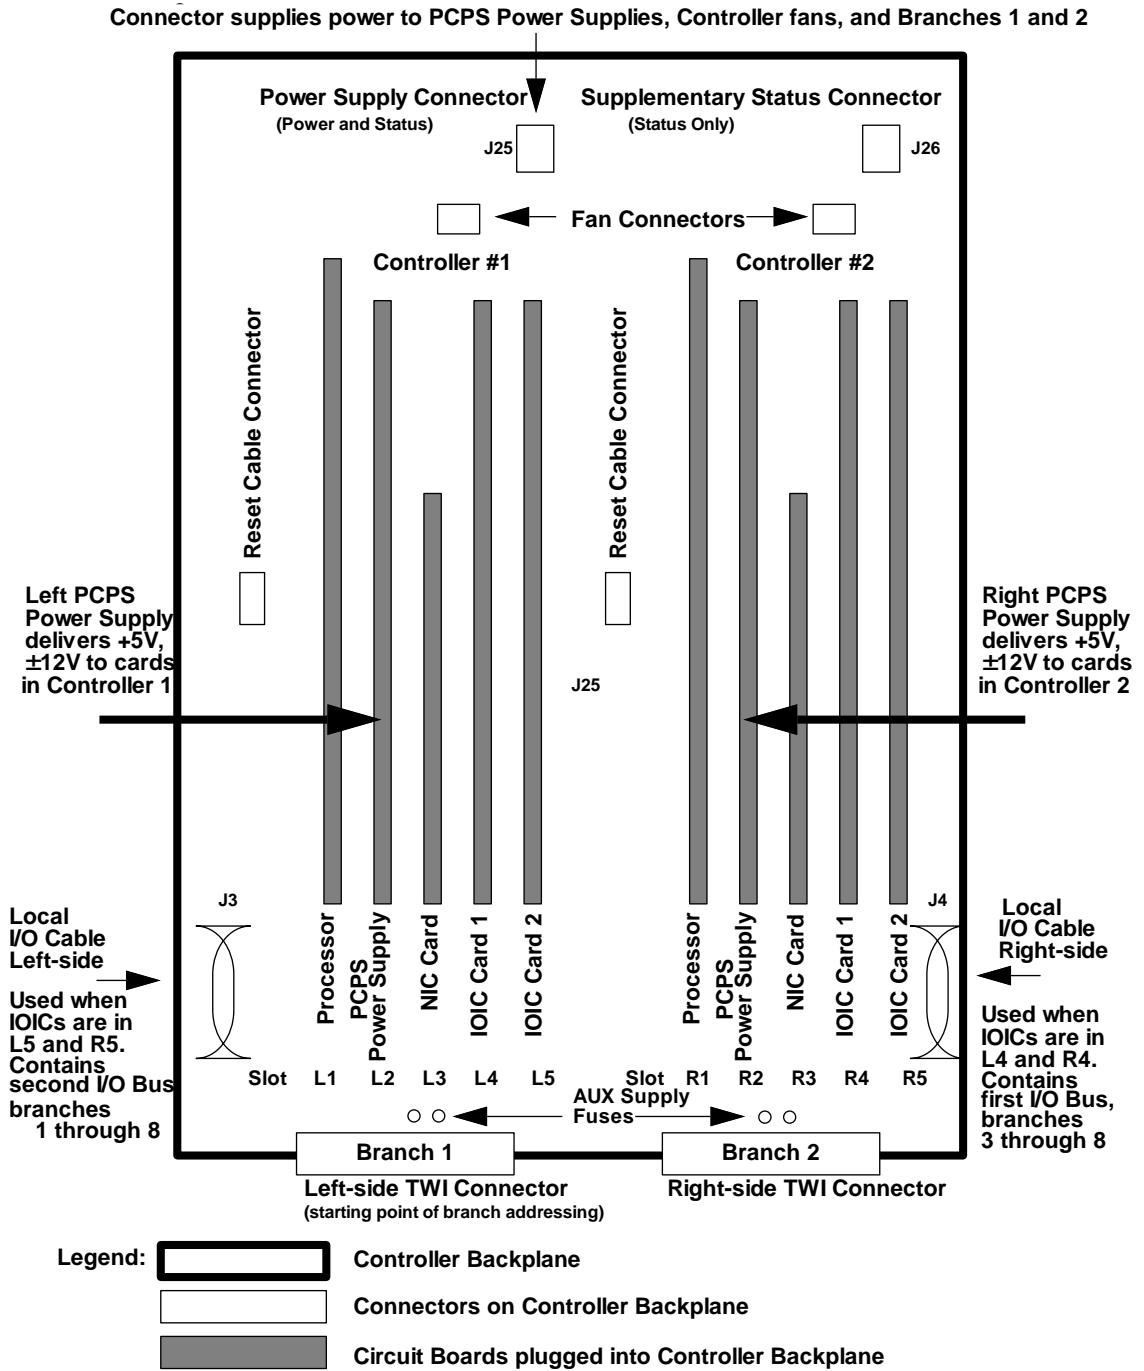 Connector supplies power to PCPS Power Supplies, Controller fans, and Branches 1 and 2
Power Supply Connector
(Power and Status)
Supplementary Status Connector
(Status Only)
J25
J26
Fan Connectors
Controller #1
Controller #2
Reset Cable Connector
Reset Cable Connector
Left PCPS
Power Supply
delivers +5V,
±12V to cards
in Controller 1
Right PCPS
Power Supply
delivers +5V,
±12V to cards
in Controller 2
J25
J3
J4
Local
I/O Cable
Left-side
Used when
IOICs are in
L5 and R5.
Contains
second I/O Bus
branches
1 through 8
Local
I/O Cable
Right-side
Used when
IOICs are in
L4 and R4.
Contains
first I/O Bus,
branches
3 through 8
Processor
PCPS
Power Supply
NIC Card
IOIC Card 1
IOIC Card 2
Processor
PCPS
Power Supply
NIC Card
IOIC Card 1
IOIC Card 2
Slot L1 L2 L3 L4 L5
Slot R1 R2 R3 R4 R5
AUX Supply
Fuses
Branch 1
Branch 2
Left-side TWI Connector
(starting point of branch addressing)
Right-side TWI Connector
Legend:
Controller Backplane
Connectors on Controller Backplane
Circuit Boards plugged into Controller Backplane